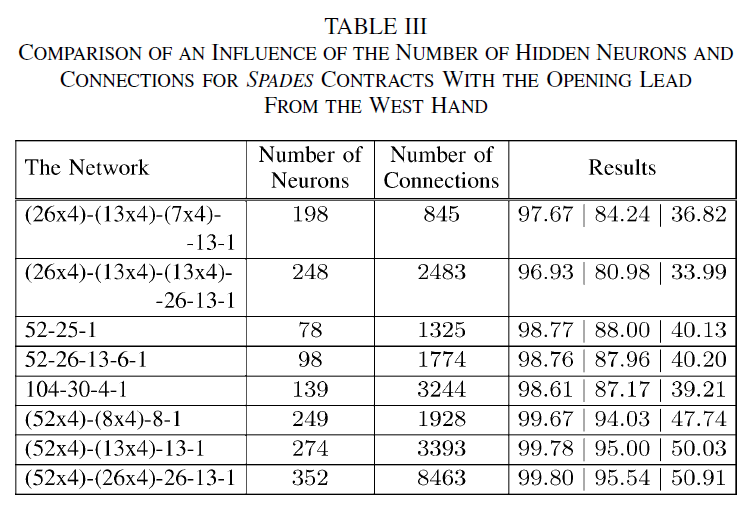 TABLE III
COMPARISON OF AN INFLUENCE OF THE NUMBER OF HIDDEN NEURONS AND
CONNECTIONS FOR SPADES CONTRACTS WITH THE OPENING LEAD
FROM THE WEST HAND
The Network | Number of Neurons | Number of Connections | Results
(26x4)-(13x4)-(7x4)- 198 845 97.67 | 84.24 | 36.82
-13-1
(26x4)-(13x4)-(13x4)- 248 2483 96.93 | 80.98 | 33.99
-26-13-1
52-25-1 78 1325 98.77 | 88.00 | 40.13
52-26-13-6-1 98 1774 98.76 | 87.96 | 40.20
104-30-4-1 139 3244 98.61 | 87.17 | 39.21
(52x4)-(8x4)-8-1 249 1928 99.67 | 94.03 | 47.74
(52x4)-(13x4)-13-1 274 3393 99.78 | 95.00 | 50.03
(52x4)-(26x4)-26-13-1 352 8463 99.80 | 95.54 | 50.91